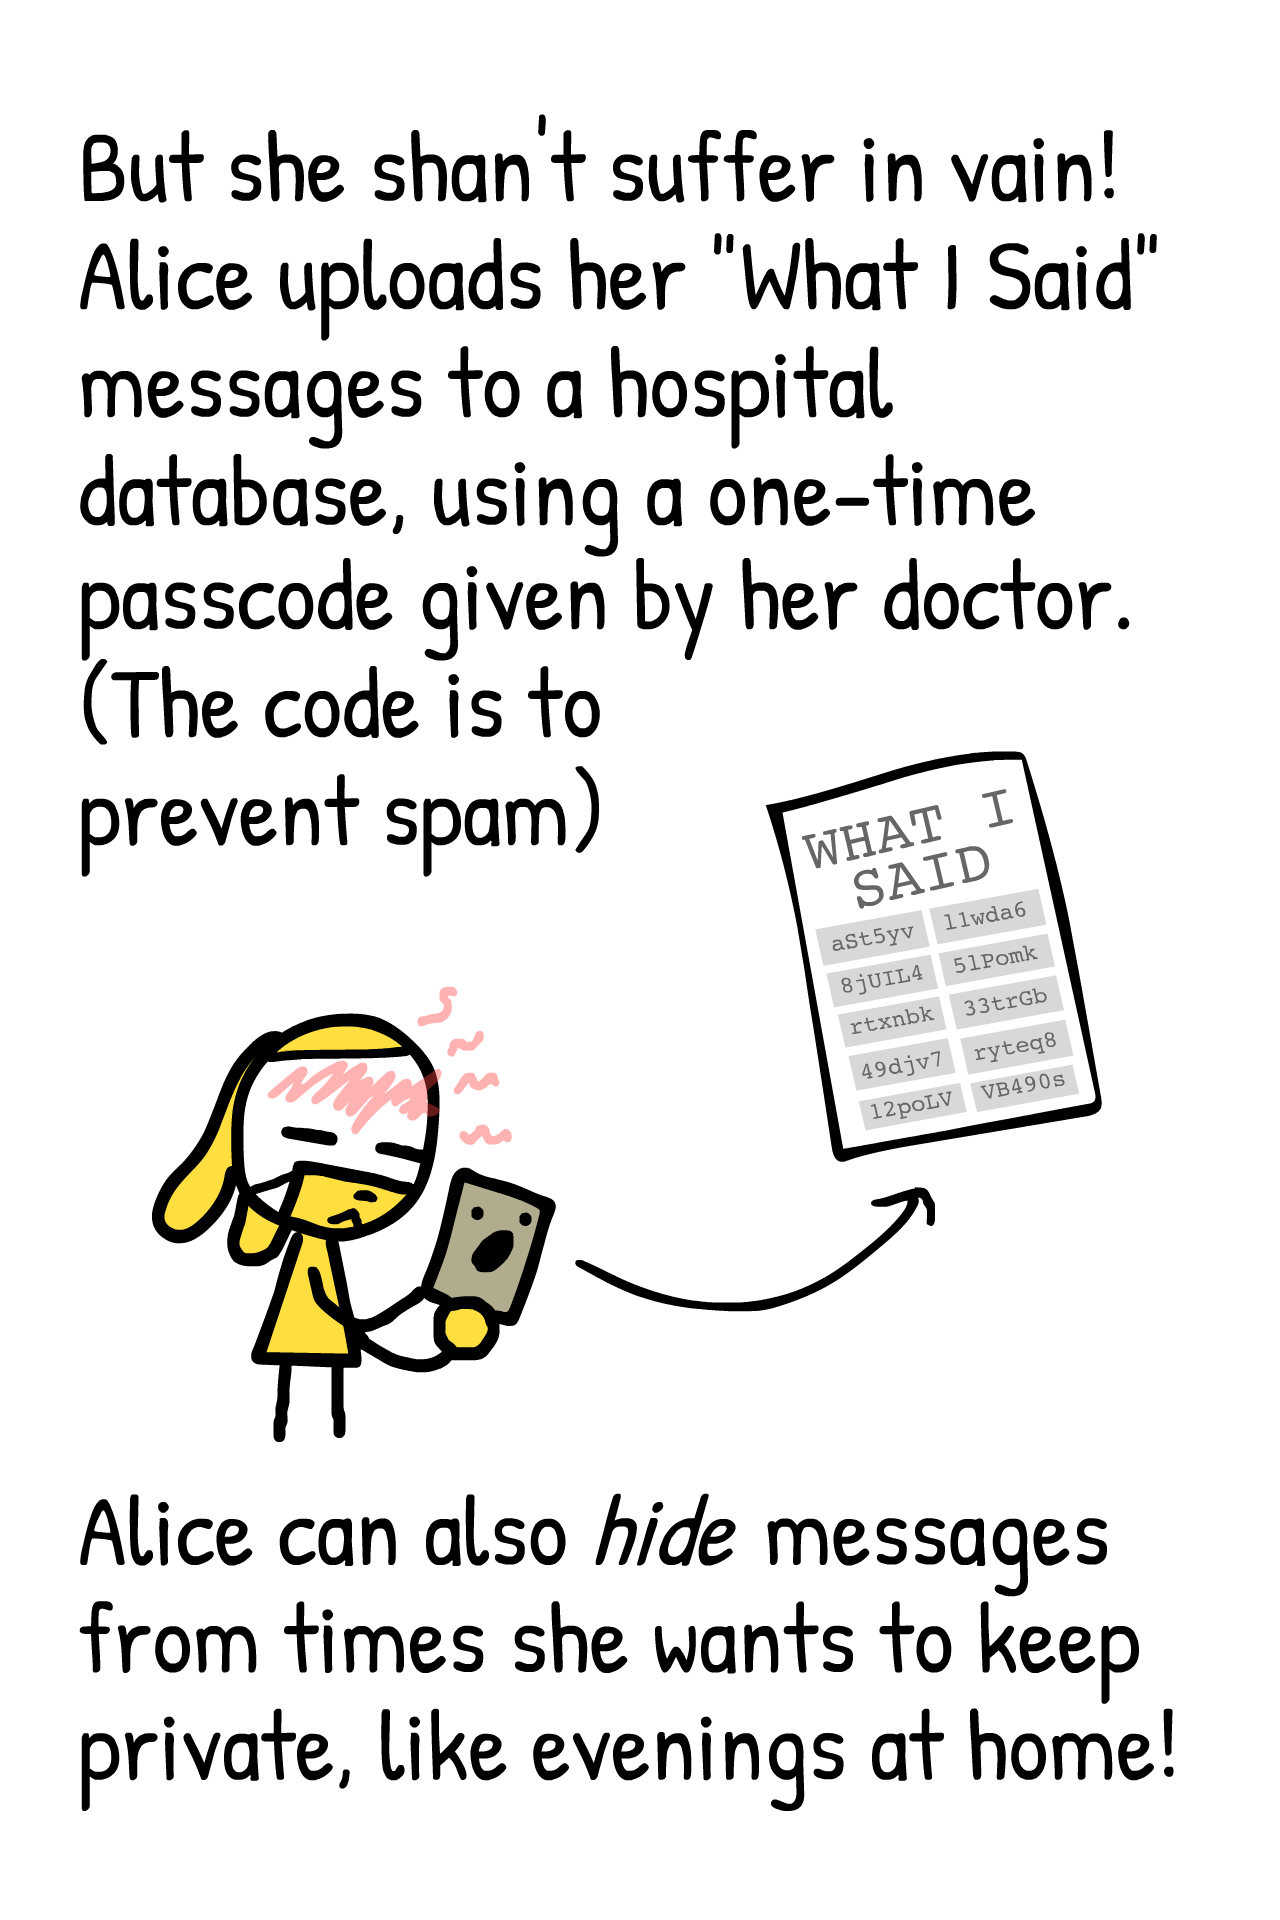 But she shan't suffer in vain!
Alice uploads her "What I Said"
messages to a hospital
database, using a one-time
passcode given by her doctor.
(The code is to
prevent spam)
WHAT I
SAID
aSt5yv l1wda6
8jUIL4 5lPomk
rtxnbk 33trGb
49djv7 ryteq8
12poLV VB490s
Alice can also hide messages
from times she wants to keep
private, like evenings at home!